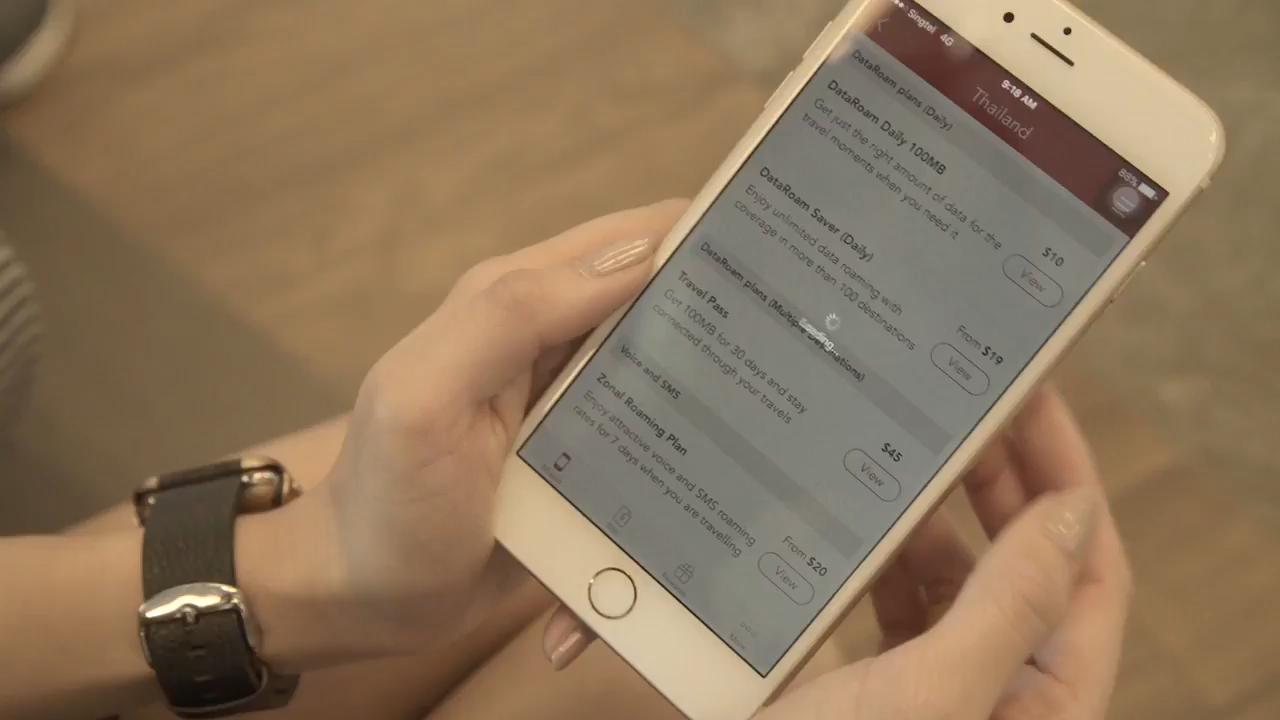 Singtel 4G
9:18 AM
88%
Thailand
DataRoam plans (Daily)
DataRoam Daily 100MB
Get just the right amount of data for the
travel moments when you need it
$10
View
DataRoam Saver (Daily)
Enjoy unlimited data roaming with
coverage in more than 100 destinations
From $19
View
DataRoam plans (Multiple Destinations)
Loading...
Travel Pass
Get 100MB for 30 days and stay
connected through your travels
$45
View
Voice and SMS
Zonal Roaming Plan
Enjoy attractive voice and SMS roaming
rates for 7 days when you are travelling
From $20
View
More